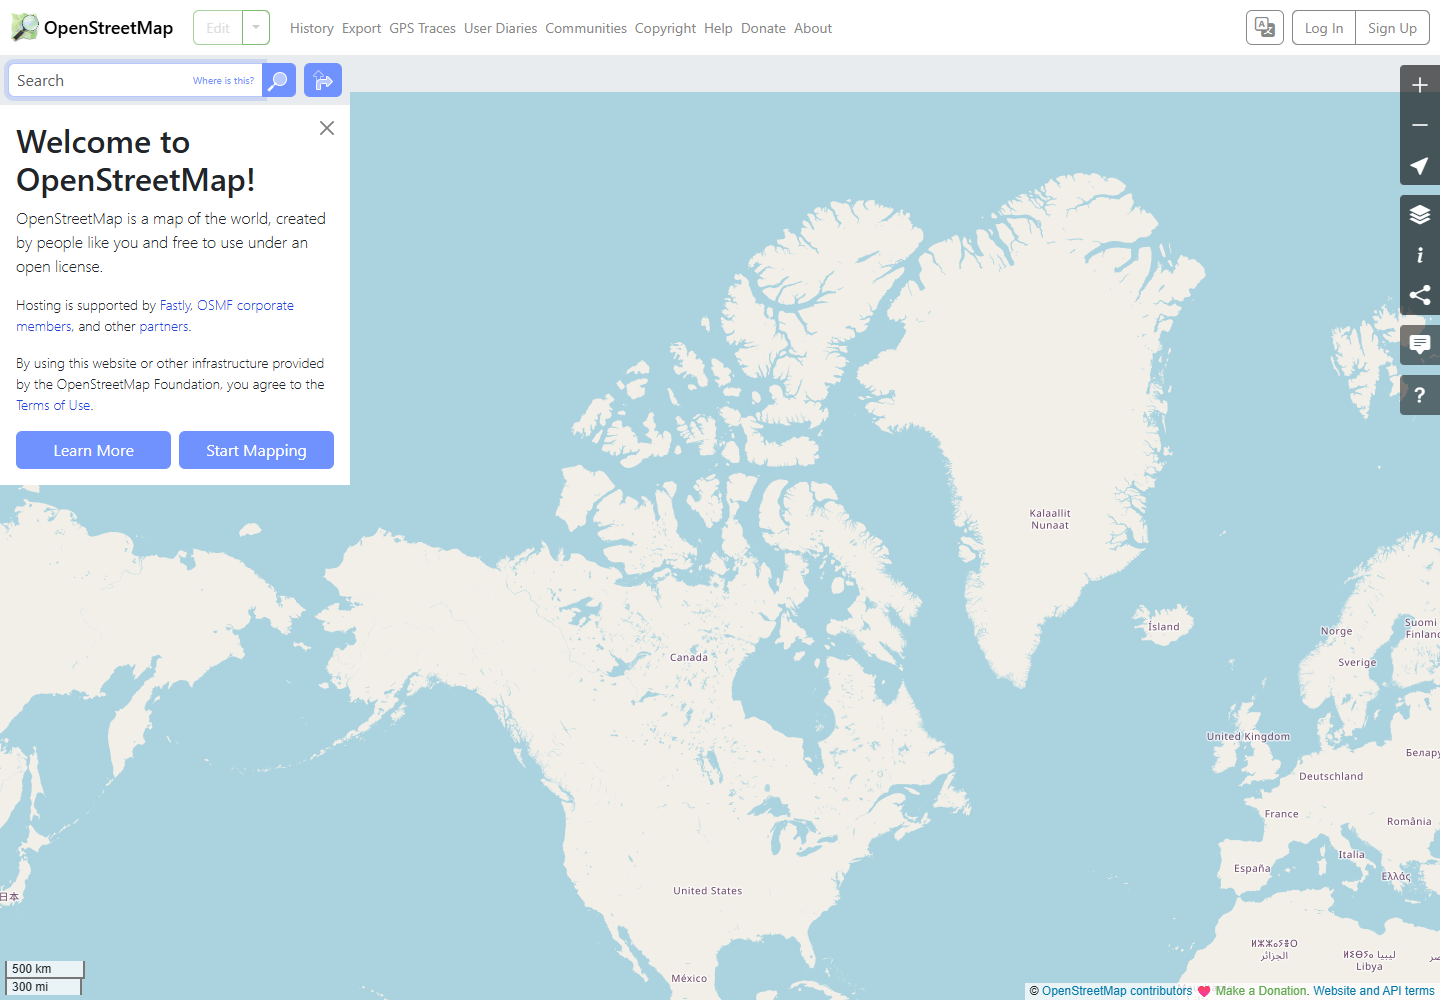 OpenStreetMap
Edit
History Export GPS Traces User Diaries Communities Copyright Help Donate About
Log In Sign Up
Search Where is this?
Welcome to
OpenStreetMap!
OpenStreetMap is a map of the world, created
by people like you and free to use under an
open license.
Hosting is supported by Fastly, OSMF corporate
members, and other partners.
By using this website or other infrastructure provided
by the OpenStreetMap Foundation, you agree to the
Terms of Use.
Learn More Start Mapping
Kalaallit
Nunaat
Ísland
Norge
Suomi
Finland
Sverige
Canada
United Kingdom
Deutschland
France
România
Italia
España
Ελλάς
United States
日本
ⵍⵣⵣⴰⵢⴻⵔ
الجزائر
ليبيا
Libya
México
500 km
300 mi
© OpenStreetMap contributors Make a Donation. Website and API terms